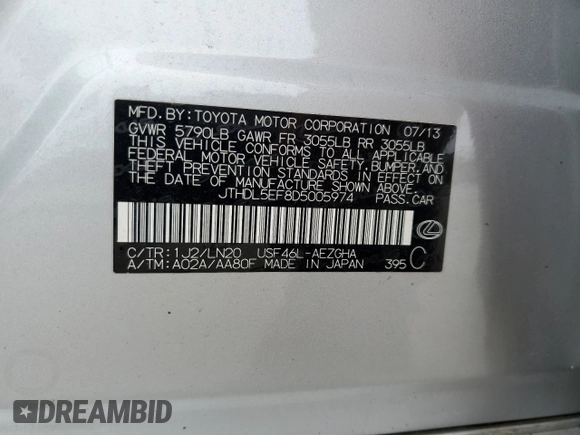 MFD.BY:TOYOTA MOTOR CORPORATION 07/13
GVWR 5790LB GAWR FR 3055LB RR 3055LB
THIS VEHICLE CONFORMS TO ALL APPLICABLE
FEDERAL MOTOR VEHICLE SAFETY,BUMPER,AND
THEFT PREVENTION STANDARDS IN EFFECT ON
THE DATE OF MANUFACTURE SHOWN ABOVE.
JTHDL5EF8D5005974 PASS.CAR
C/TR:1J2/LN20 USF46L-AEZGHA
A/TM:A02A/AA80F MADE IN JAPAN 395 C
DREAMBID